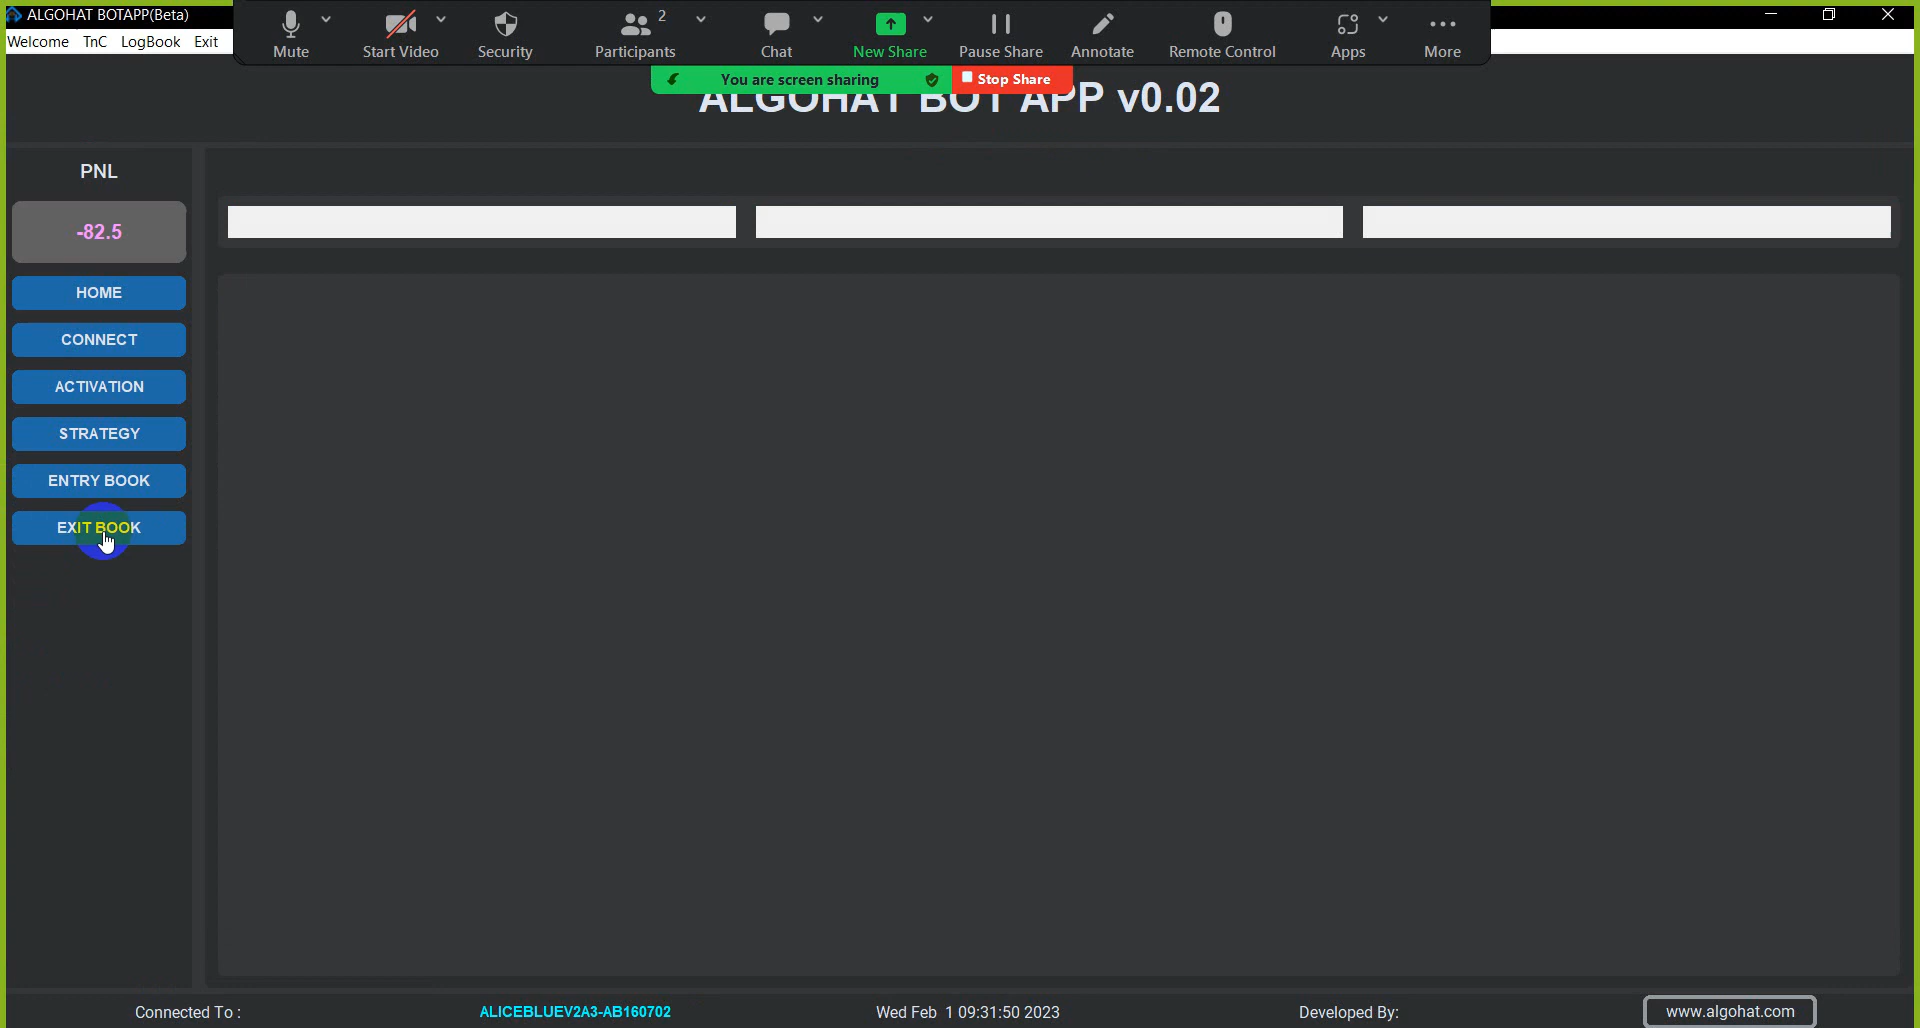 ALGOHAT BOTAPP(Beta)
Welcome TnC LogBook Exit
2
Mute Start Video Security Participants Chat New Share Pause Share Annotate Remote Control Apps More
You are screen sharing Stop Share
ALGOHAT BOT APP v0.02
PNL
-82.5
HOME
CONNECT
ACTIVATION
STRATEGY
ENTRY BOOK
EXIT BOOK
Connected To : ALICEBLUEV2A3-AB160702 Wed Feb 1 09:31:50 2023 Developed By: www.algohat.com